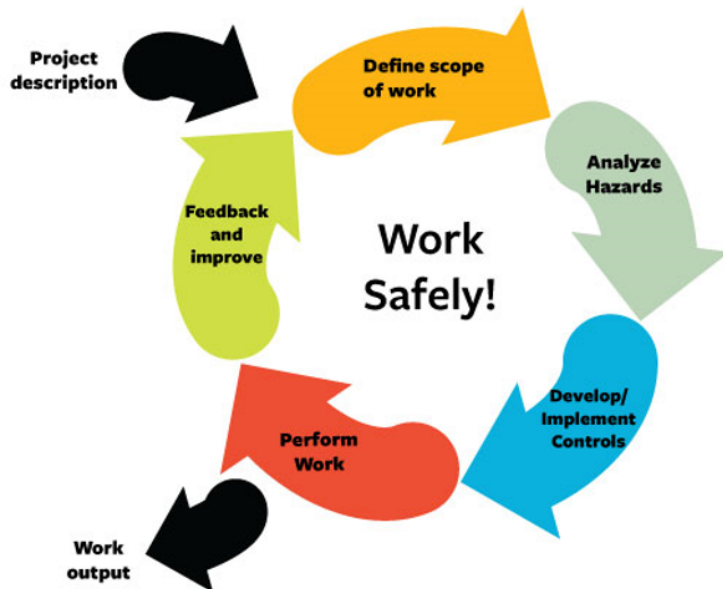 Project
description
Define scope
of work
Analyze
Hazards
Develop/
Implement
Controls
Perform
Work
Work
output
Feedback
and
improve
Work
Safely!